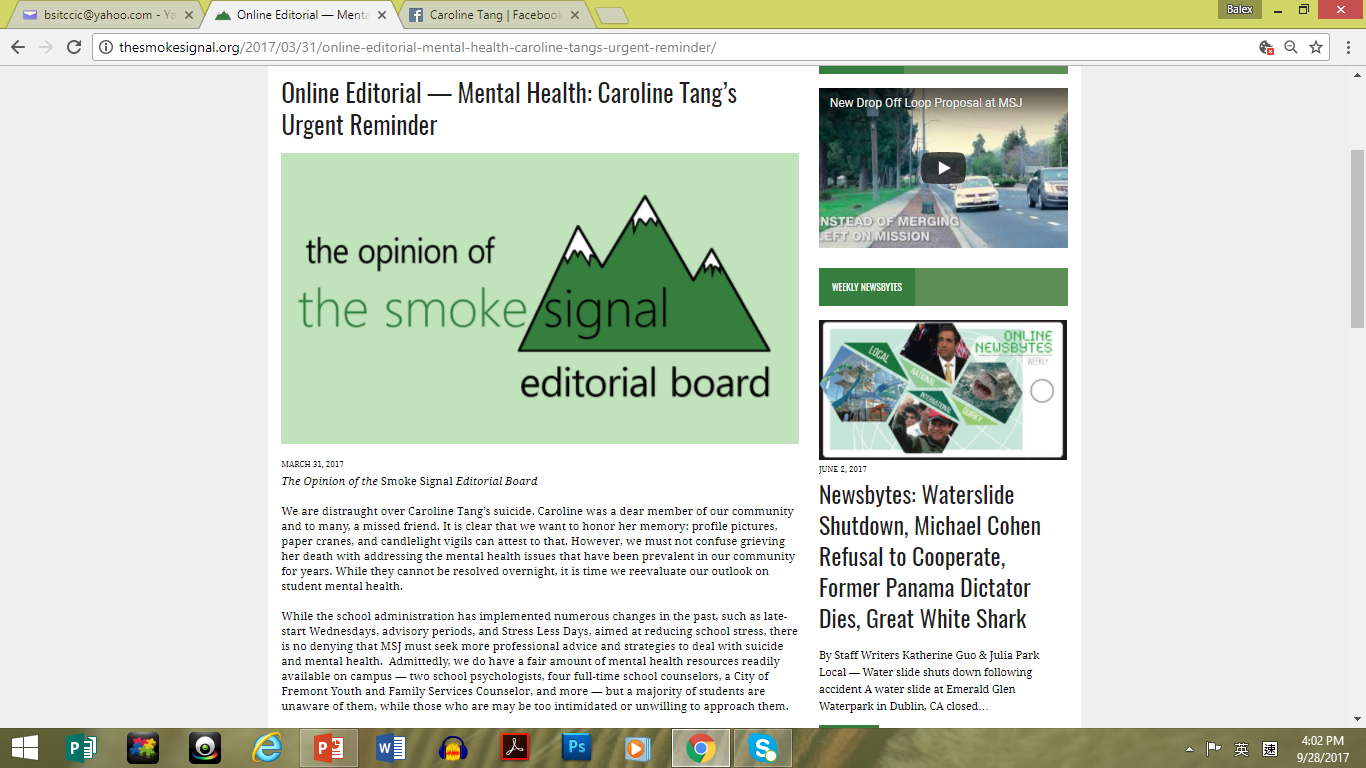 bsitccic@yahoo.com - Ya
Online Editorial — Menta
Caroline Tang | Facebook
Balex
thesmokesignal.org/2017/03/31/online-editorial-mental-health-caroline-tangs-urgent-reminder/
Online Editorial — Mental Health: Caroline Tang's
Urgent Reminder
the opinion of
the smoke signal
editorial board
MARCH 31, 2017
The Opinion of the Smoke Signal Editorial Board
We are distraught over Caroline Tang's suicide. Caroline was a dear member of our community
and to many, a missed friend. It is clear that we want to honor her memory: profile pictures,
paper cranes, and candlelight vigils can attest to that. However, we must not confuse grieving
her death with addressing the mental health issues that have been prevalent in our community
for years. While they cannot be resolved overnight, it is time we reevaluate our outlook on
student mental health.
While the school administration has implemented numerous changes in the past, such as late-
start Wednesdays, advisory periods, and Stress Less Days, aimed at reducing school stress, there
is no denying that MSJ must seek more professional advice and strategies to deal with suicide
and mental health.  Admittedly, we do have a fair amount of mental health resources readily
available on campus — two school psychologists, four full-time school counselors, a City of
Fremont Youth and Family Services Counselor, and more — but a majority of students are
unaware of them, while those who are may be too intimidated or unwilling to approach them.
New Drop Off Loop Proposal at MSJ
NSTEAD OF MERGING
LEFT ON MISSION
WEEKLY NEWSBYTES
ONLINE
NEWSBYTES
WEEKLY
LOCAL
NATIONAL
INTERNATIONAL
QUIRKY
JUNE 2, 2017
Newsbytes: Waterslide
Shutdown, Michael Cohen
Refusal to Cooperate,
Former Panama Dictator
Dies, Great White Shark
By Staff Writers Katherine Guo & Julia Park
Local — Water slide shuts down following
accident A water slide at Emerald Glen
Waterpark in Dublin, CA closed…
英
速
4:02 PM
9/28/2017